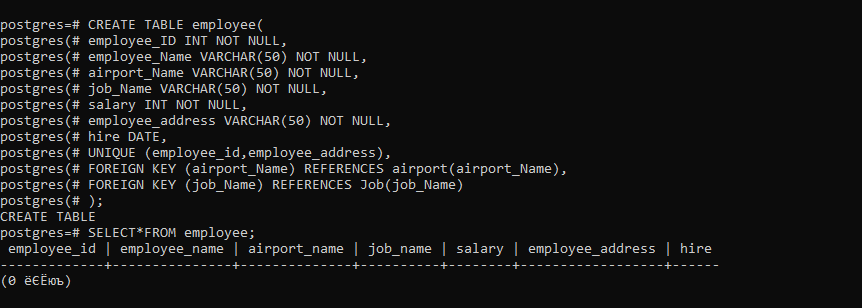 postgres=# CREATE TABLE employee(
postgres(# employee_ID INT NOT NULL,
postgres(# employee_Name VARCHAR(50) NOT NULL,
postgres(# airport_Name VARCHAR(50) NOT NULL,
postgres(# job_Name VARCHAR(50) NOT NULL,
postgres(# salary INT NOT NULL,
postgres(# employee_address VARCHAR(50) NOT NULL,
postgres(# hire DATE,
postgres(# UNIQUE (employee_id,employee_address),
postgres(# FOREIGN KEY (airport_Name) REFERENCES airport(airport_Name),
postgres(# FOREIGN KEY (job_Name) REFERENCES Job(job_Name)
postgres(# );
CREATE TABLE
postgres=# SELECT*FROM employee;
 employee_id | employee_name | airport_name | job_name | salary | employee_address | hire
-------------+---------------+--------------+----------+--------+------------------+------
(0 ёЄЁюъ)